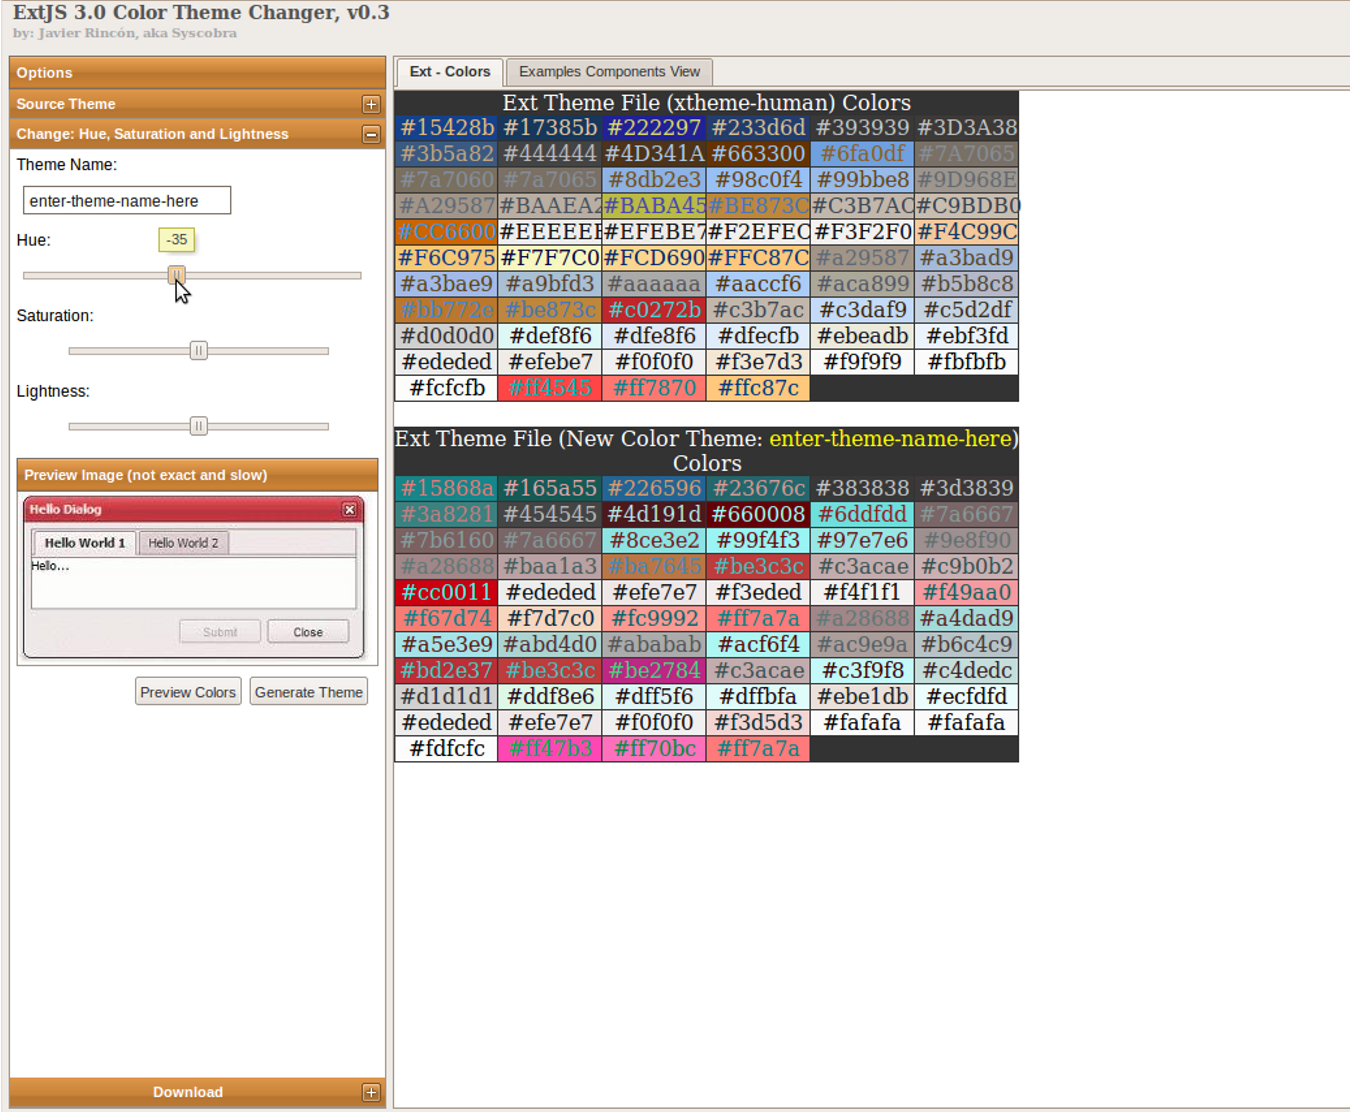 ExtJS 3.0 Color Theme Changer, v0.3
by: Javier Rincón, aka Syscobra
Options
Source Theme
Change: Hue, Saturation and Lightness
Theme Name:
enter-theme-name-here
Hue:
-35
Saturation:
Lightness:
Preview Image (not exact and slow)
Hello Dialog
Hello World 1 Hello World 2
Hello...
Submit Close
Preview Colors Generate Theme
Download
Ext - Colors Examples Components View
Ext Theme File (xtheme-human) Colors
#15428b #17385b #222297 #233d6d #393939 #3D3A38
#3b5a82 #444444 #4D341A #663300 #6fa0df #7A7065
#7a7060 #7a7065 #8db2e3 #98c0f4 #99bbe8 #9D968E
#A29587 #BAAEA2 #BABA45 #BE873C #C3B7AC #C9BDB0
#CC6600 #EEEEEE #EFEBE7 #F2EFEC #F3F2F0 #F4C99C
#F6C975 #F7F7C0 #FCD690 #FFC87C #a29587 #a3bad9
#a3bae9 #a9bfd3 #aaaaaa #aaccf6 #aca899 #b5b8c8
#bb772e #be873c #c0272b #c3b7ac #c3daf9 #c5d2df
#d0d0d0 #def8f6 #dfe8f6 #dfecfb #ebeadb #ebf3fd
#ededed #efebe7 #f0f0f0 #f3e7d3 #f9f9f9 #fbfbfb
#fcfcfb #ff4545 #ff7870 #ffc87c
Ext Theme File (New Color Theme: enter-theme-name-here)
Colors
#15868a #165a55 #226596 #23676c #383838 #3d3839
#3a8281 #454545 #4d191d #660008 #6ddfdd #7a6667
#7b6160 #7a6667 #8ce3e2 #99f4f3 #97e7e6 #9e8f90
#a28688 #baa1a3 #ba7645 #be3c3c #c3acae #c9b0b2
#cc0011 #ededed #efe7e7 #f3eded #f4f1f1 #f49aa0
#f67d74 #f7d7c0 #fc9992 #ff7a7a #a28688 #a4dad9
#a5e3e9 #abd4d0 #ababab #acf6f4 #ac9e9a #b6c4c9
#bd2e37 #be3c3c #be2784 #c3acae #c3f9f8 #c4dedc
#d1d1d1 #ddf8e6 #dff5f6 #dffbfa #ebe1db #ecfdfd
#ededed #efe7e7 #f0f0f0 #f3d5d3 #fafafa #fafafa
#fdfcfc #ff47b3 #ff70bc #ff7a7a